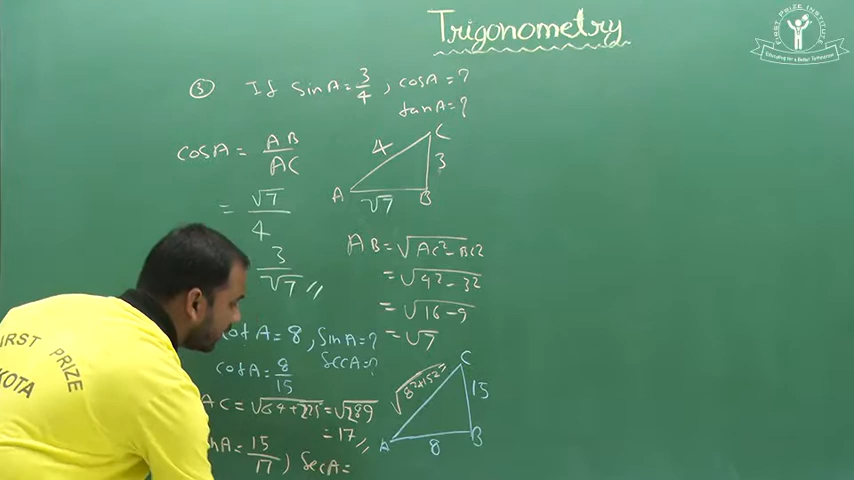 Trigonometry
FIRST PRIZE INSTITUTE
Educating for a Better Tomorrow
③ If sinA = 3/4 , cosA = ?
tanA = ?
cosA = AB/AC
= √7/4
3/√7 //
4
C
3
A
√7
B
AB = √AC² - BC²
= √4² - 3²
= √16 - 9
= √7
cot A = 8 , sinA = ?
secA = ?
cotA = 8/15
AC = √64 + 225 = √289
= 17 //
A = 15/17 ) SecA =
C
√8² + 15²
15
A
8
B
FIRST PRIZE
KOTA